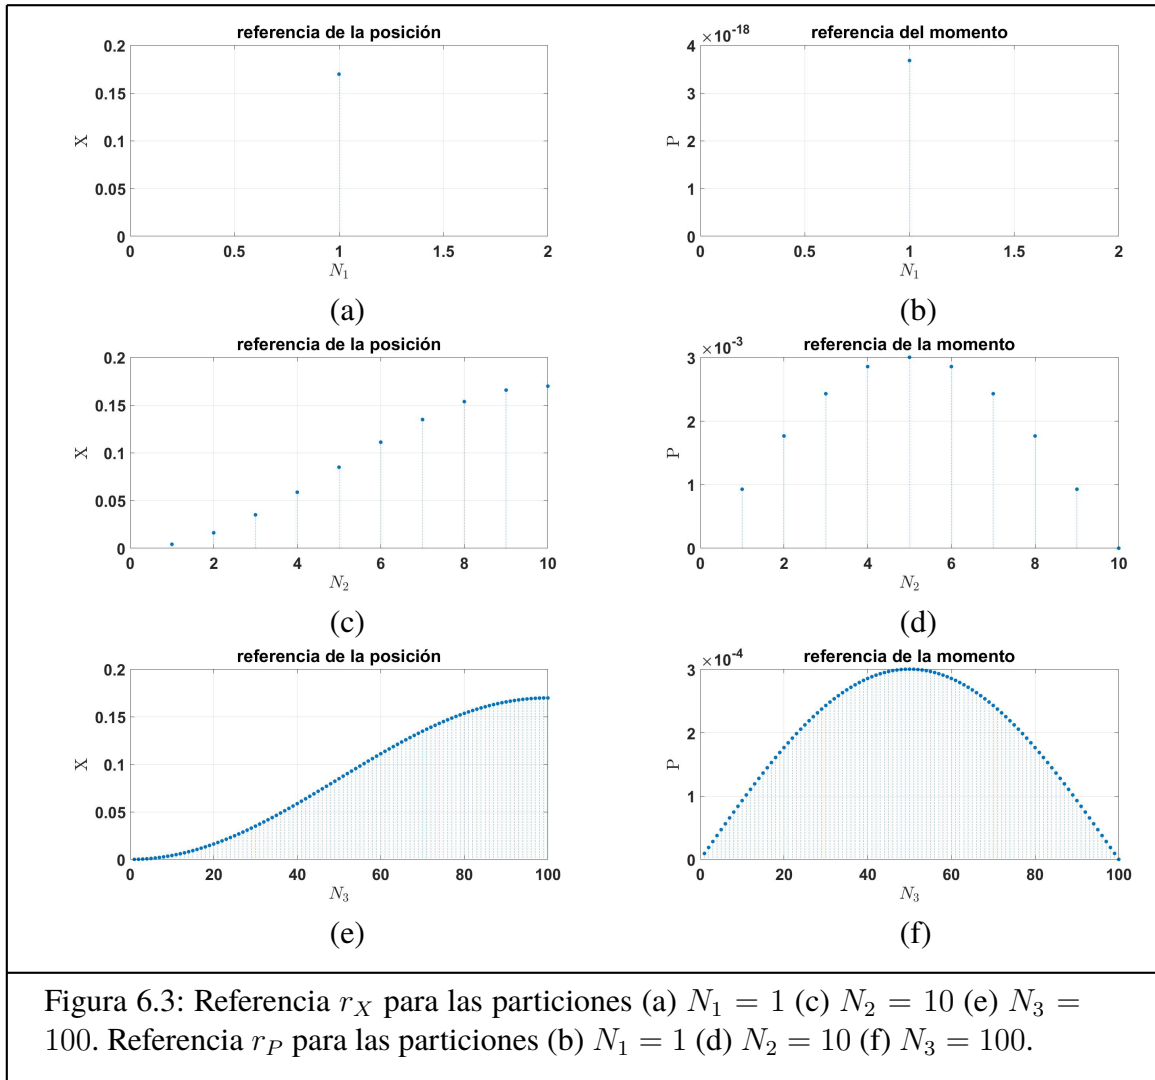 referencia de la posición
0.2
0.15
0.1
0.05
0
X
0 0.5 1 1.5 2
N₁
(a)
referencia del momento
×10⁻¹⁸
4
3
2
1
0
P
0 0.5 1 1.5 2
N₁
(b)
referencia de la posición
0.2
0.15
0.1
0.05
0
X
0 2 4 6 8 10
N₂
(c)
referencia de la momento
×10⁻³
3
2
1
0
P
0 2 4 6 8 10
N₂
(d)
referencia de la posición
0.2
0.15
0.1
0.05
0
X
0 20 40 60 80 100
N₃
(e)
referencia de la momento
×10⁻⁴
3
2
1
0
P
0 20 40 60 80 100
N₃
(f)
Figura 6.3: Referencia r_X para las particiones (a) N₁ = 1 (c) N₂ = 10 (e) N₃ =
100. Referencia r_P para las particiones (b) N₁ = 1 (d) N₂ = 10 (f) N₃ = 100.